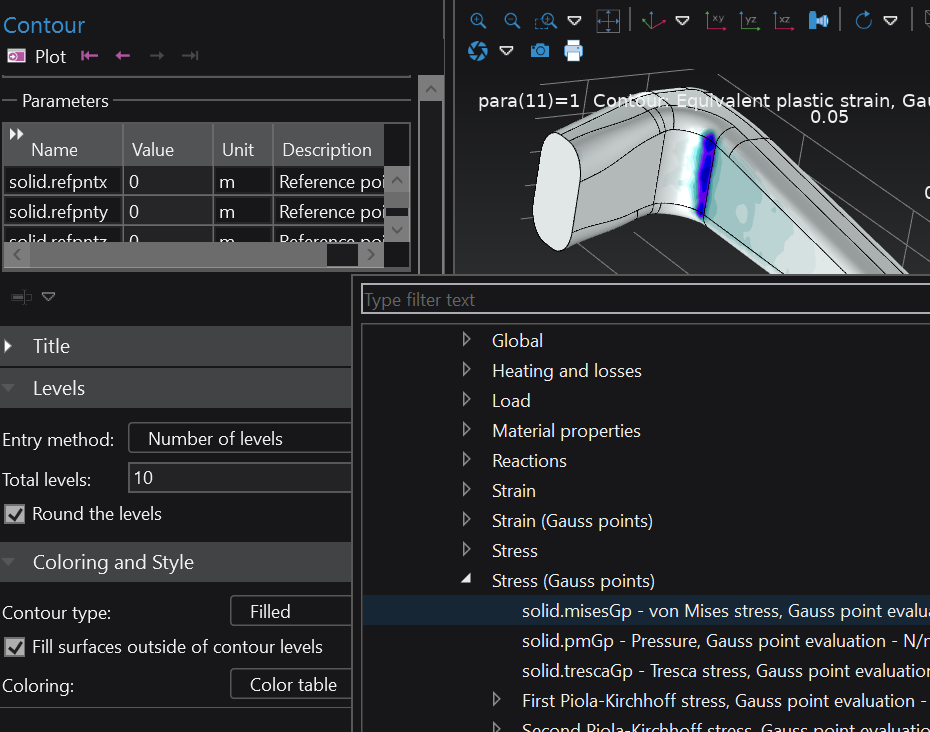 Contour
Plot
Parameters
Name Value Unit Description
solid.refpntx 0 m Reference poi
solid.refpnty 0 m Reference poi
solid.refpntz 0 m Reference poi
Title
Levels
Entry method: Number of levels
Total levels: 10
Round the levels
Coloring and Style
Contour type: Filled
Fill surfaces outside of contour levels
Coloring: Color table
xy yz xz
para(11)=1 Contour: Equivalent plastic strain, Gau
0.05
0
Type filter text
Global
Heating and losses
Load
Material properties
Reactions
Strain
Strain (Gauss points)
Stress
Stress (Gauss points)
solid.misesGp - von Mises stress, Gauss point evalua
solid.pmGp - Pressure, Gauss point evaluation - N/m
solid.trescaGp - Tresca stress, Gauss point evaluation
First Piola-Kirchhoff stress, Gauss point evaluation -
Second Piola-Kirchhoff stress, Gauss point evaluatio